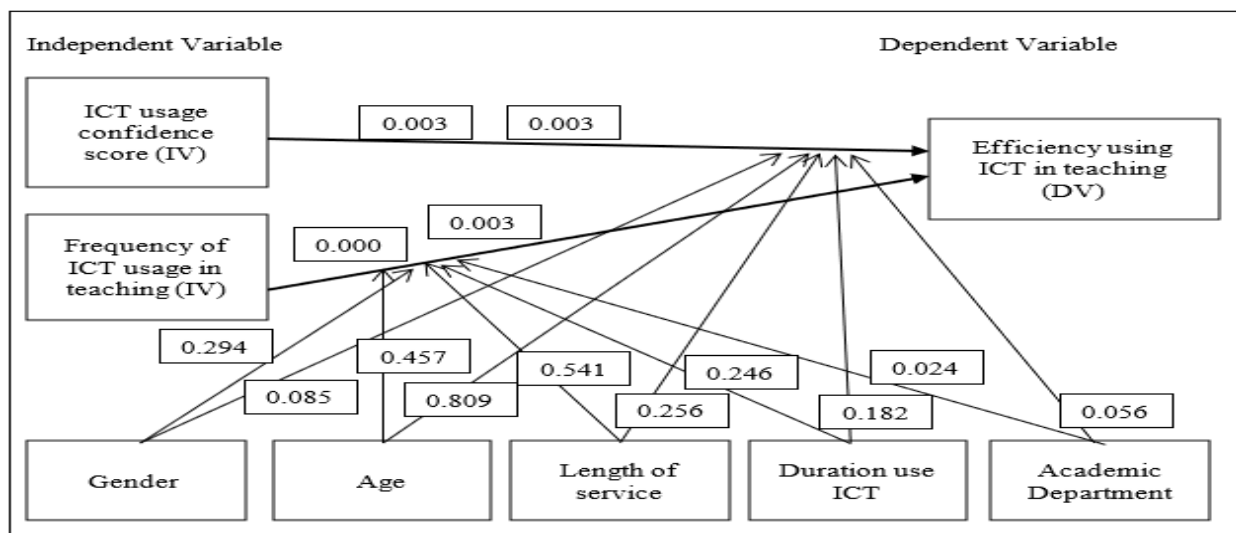 Independent Variable
Dependent Variable
ICT usage
confidence
score (IV)
0.003
0.003
Efficiency using
ICT in teaching
(DV)
Frequency of
ICT usage in
teaching (IV)
0.000
0.003
0.294
0.457
0.541
0.246
0.024
0.085
0.809
0.256
0.182
0.056
Gender
Age
Length of
service
Duration use
ICT
Academic
Department